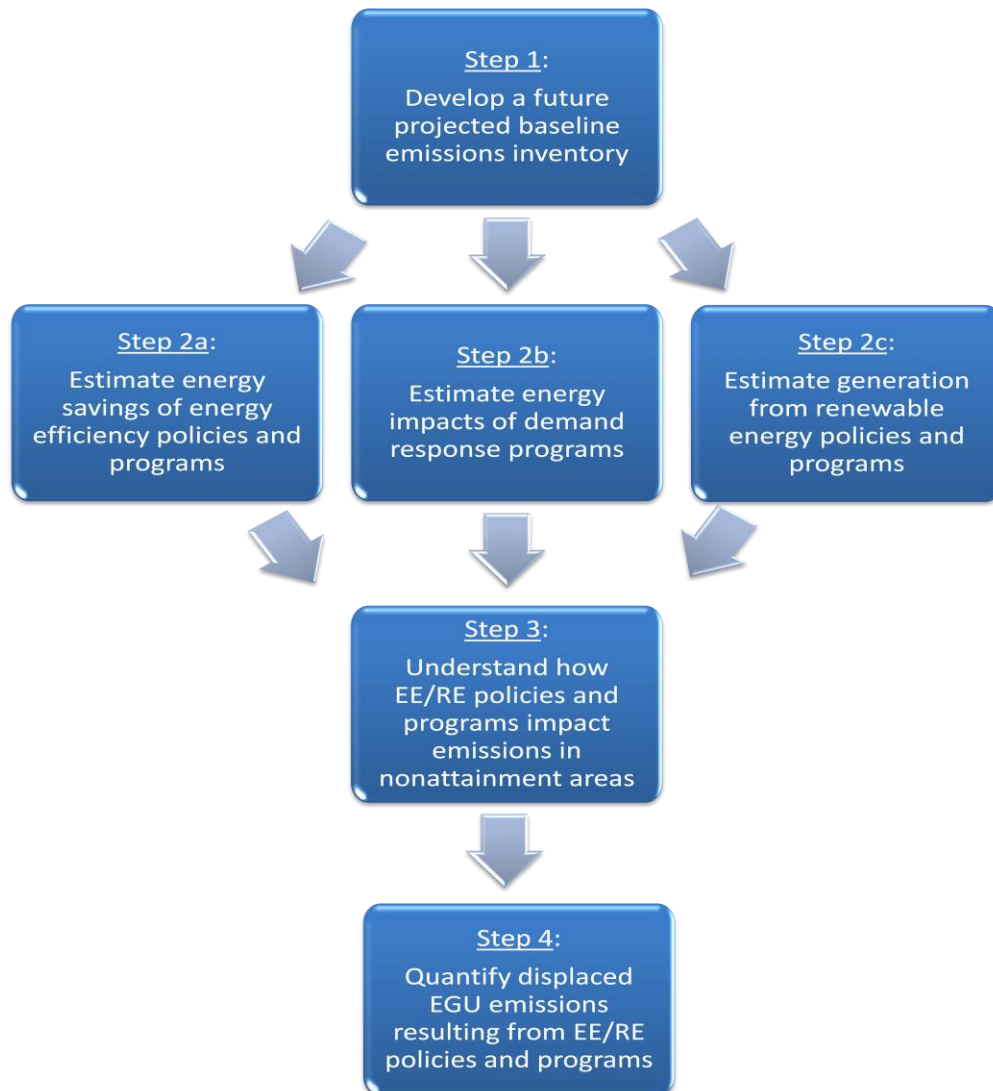 Step 1:
Develop a future
projected baseline
emissions inventory
Step 2a:
Estimate energy
savings of energy
efficiency policies and
programs
Step 2b:
Estimate energy
impacts of demand
response programs
Step 2c:
Estimate generation
from renewable
energy policies and
programs
Step 3:
Understand how
EE/RE policies and
programs impact
emissions in
nonattainment areas
Step 4:
Quantify displaced
EGU emissions
resulting from EE/RE
policies and programs